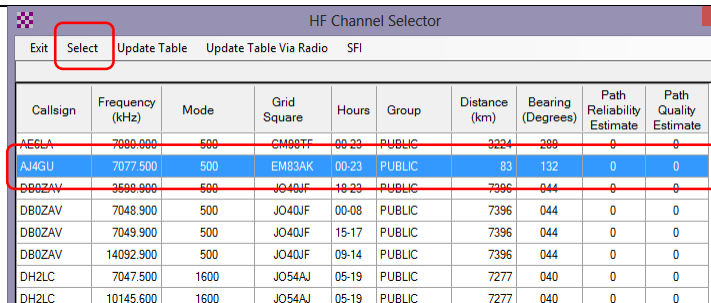 HF Channel Selector
Exit Select Update Table Update Table Via Radio SFI
Callsign Frequency (kHz) Mode Grid Square Hours Group Distance (km) Bearing (Degrees) Path Reliability Estimate Path Quality Estimate
AE6LA 7080.000 500 CM98TF 00-23 PUBLIC 3224 289 0 0
AJ4GU 7077.500 500 EM83AK 00-23 PUBLIC 83 132 0 0
DB0ZAV 3598.900 500 JO40JF 18-23 PUBLIC 7396 044 0 0
DB0ZAV 7048.900 500 JO40JF 00-08 PUBLIC 7396 044 0 0
DB0ZAV 7049.900 500 JO40JF 15-17 PUBLIC 7396 044 0 0
DB0ZAV 14092.900 500 JO40JF 09-14 PUBLIC 7396 044 0 0
DH2LC 7047.500 1600 JO54AJ 05-19 PUBLIC 7277 040 0 0
DH2LC 10145.600 1600 JO54AJ 05-19 PUBLIC 7277 040 0 0